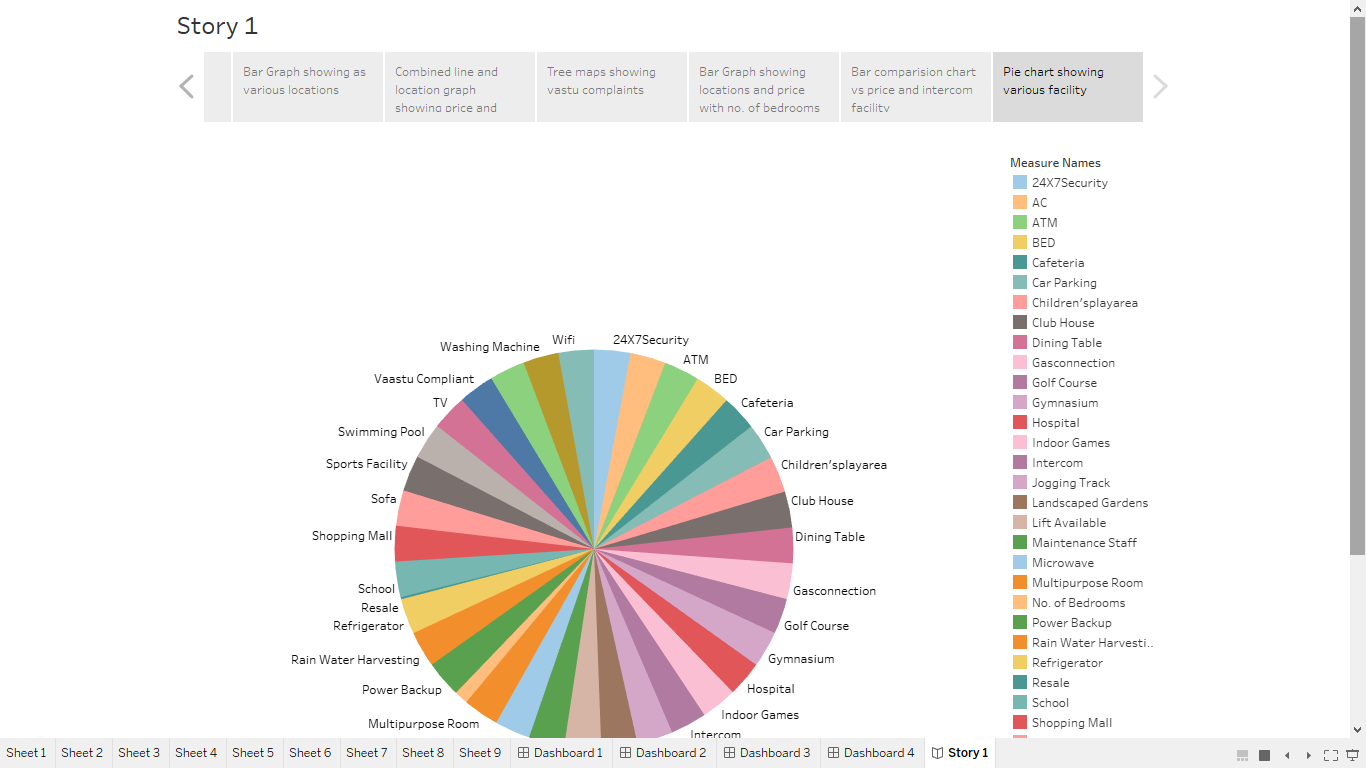 Story 1
Bar Graph showing as
various locations
Combined line and
location graph
showing price and
Tree maps showing
vastu complaints
Bar Graph showing
locations and price
with no. of bedrooms
Bar comparision chart
vs price and intercom
facility
Pie chart showing
various facility
Measure Names
24X7Security
AC
ATM
BED
Cafeteria
Car Parking
Children'splayarea
Club House
Dining Table
Gasconnection
Golf Course
Gymnasium
Hospital
Indoor Games
Intercom
Jogging Track
Landscaped Gardens
Lift Available
Maintenance Staff
Microwave
Multipurpose Room
No. of Bedrooms
Power Backup
Rain Water Harvesti..
Refrigerator
Resale
School
Shopping Mall
Wifi
24X7Security
Washing Machine
ATM
Vaastu Compliant
BED
TV
Cafeteria
Swimming Pool
Car Parking
Sports Facility
Children'splayarea
Sofa
Club House
Shopping Mall
Dining Table
School
Gasconnection
Resale
Refrigerator
Golf Course
Rain Water Harvesting
Gymnasium
Power Backup
Hospital
Multipurpose Room
Indoor Games
Intercom
Sheet 1
Sheet 2
Sheet 3
Sheet 4
Sheet 5
Sheet 6
Sheet 7
Sheet 8
Sheet 9
Dashboard 1
Dashboard 2
Dashboard 3
Dashboard 4
Story 1